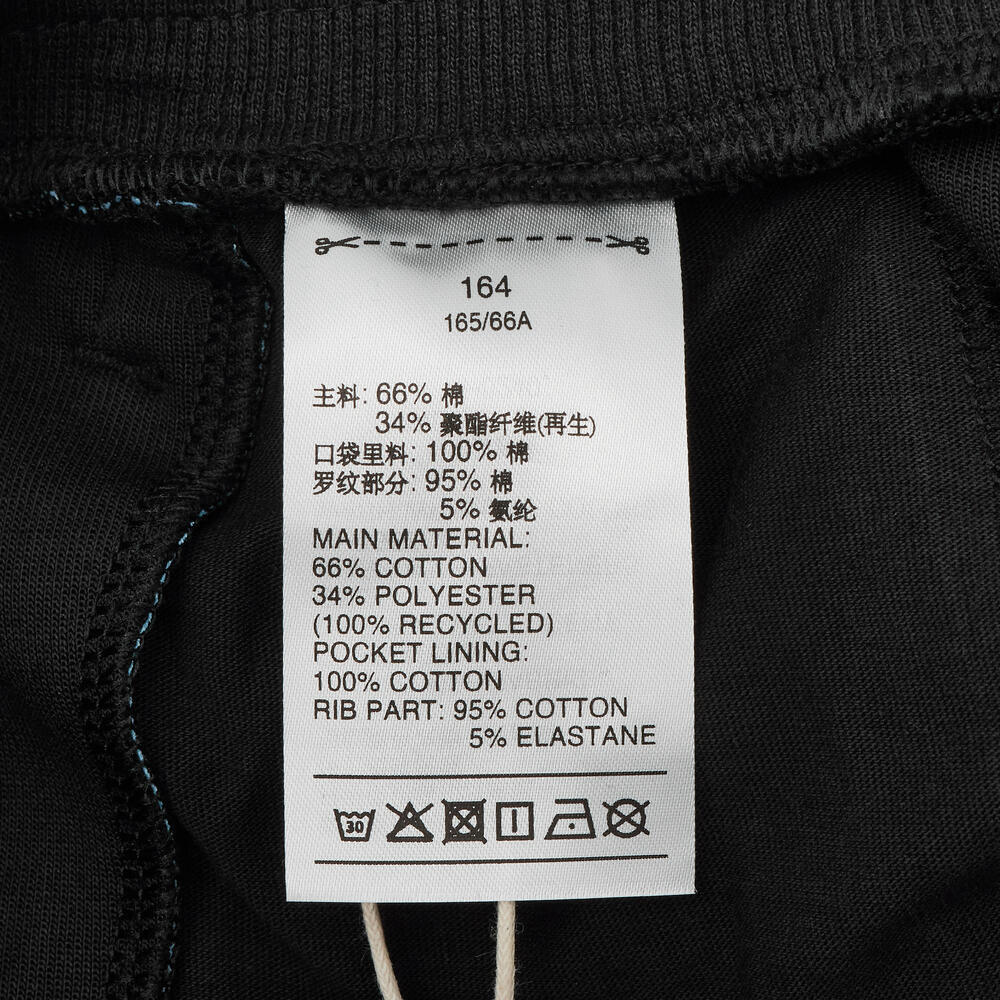 164
165/66A
主料: 66% 棉
34% 聚酯纤维(再生)
口袋里料: 100% 棉
罗纹部分: 95% 棉
5% 氨纶
MAIN MATERIAL:
66% COTTON
34% POLYESTER
(100% RECYCLED)
POCKET LINING:
100% COTTON
RIB PART: 95% COTTON
5% ELASTANE
30